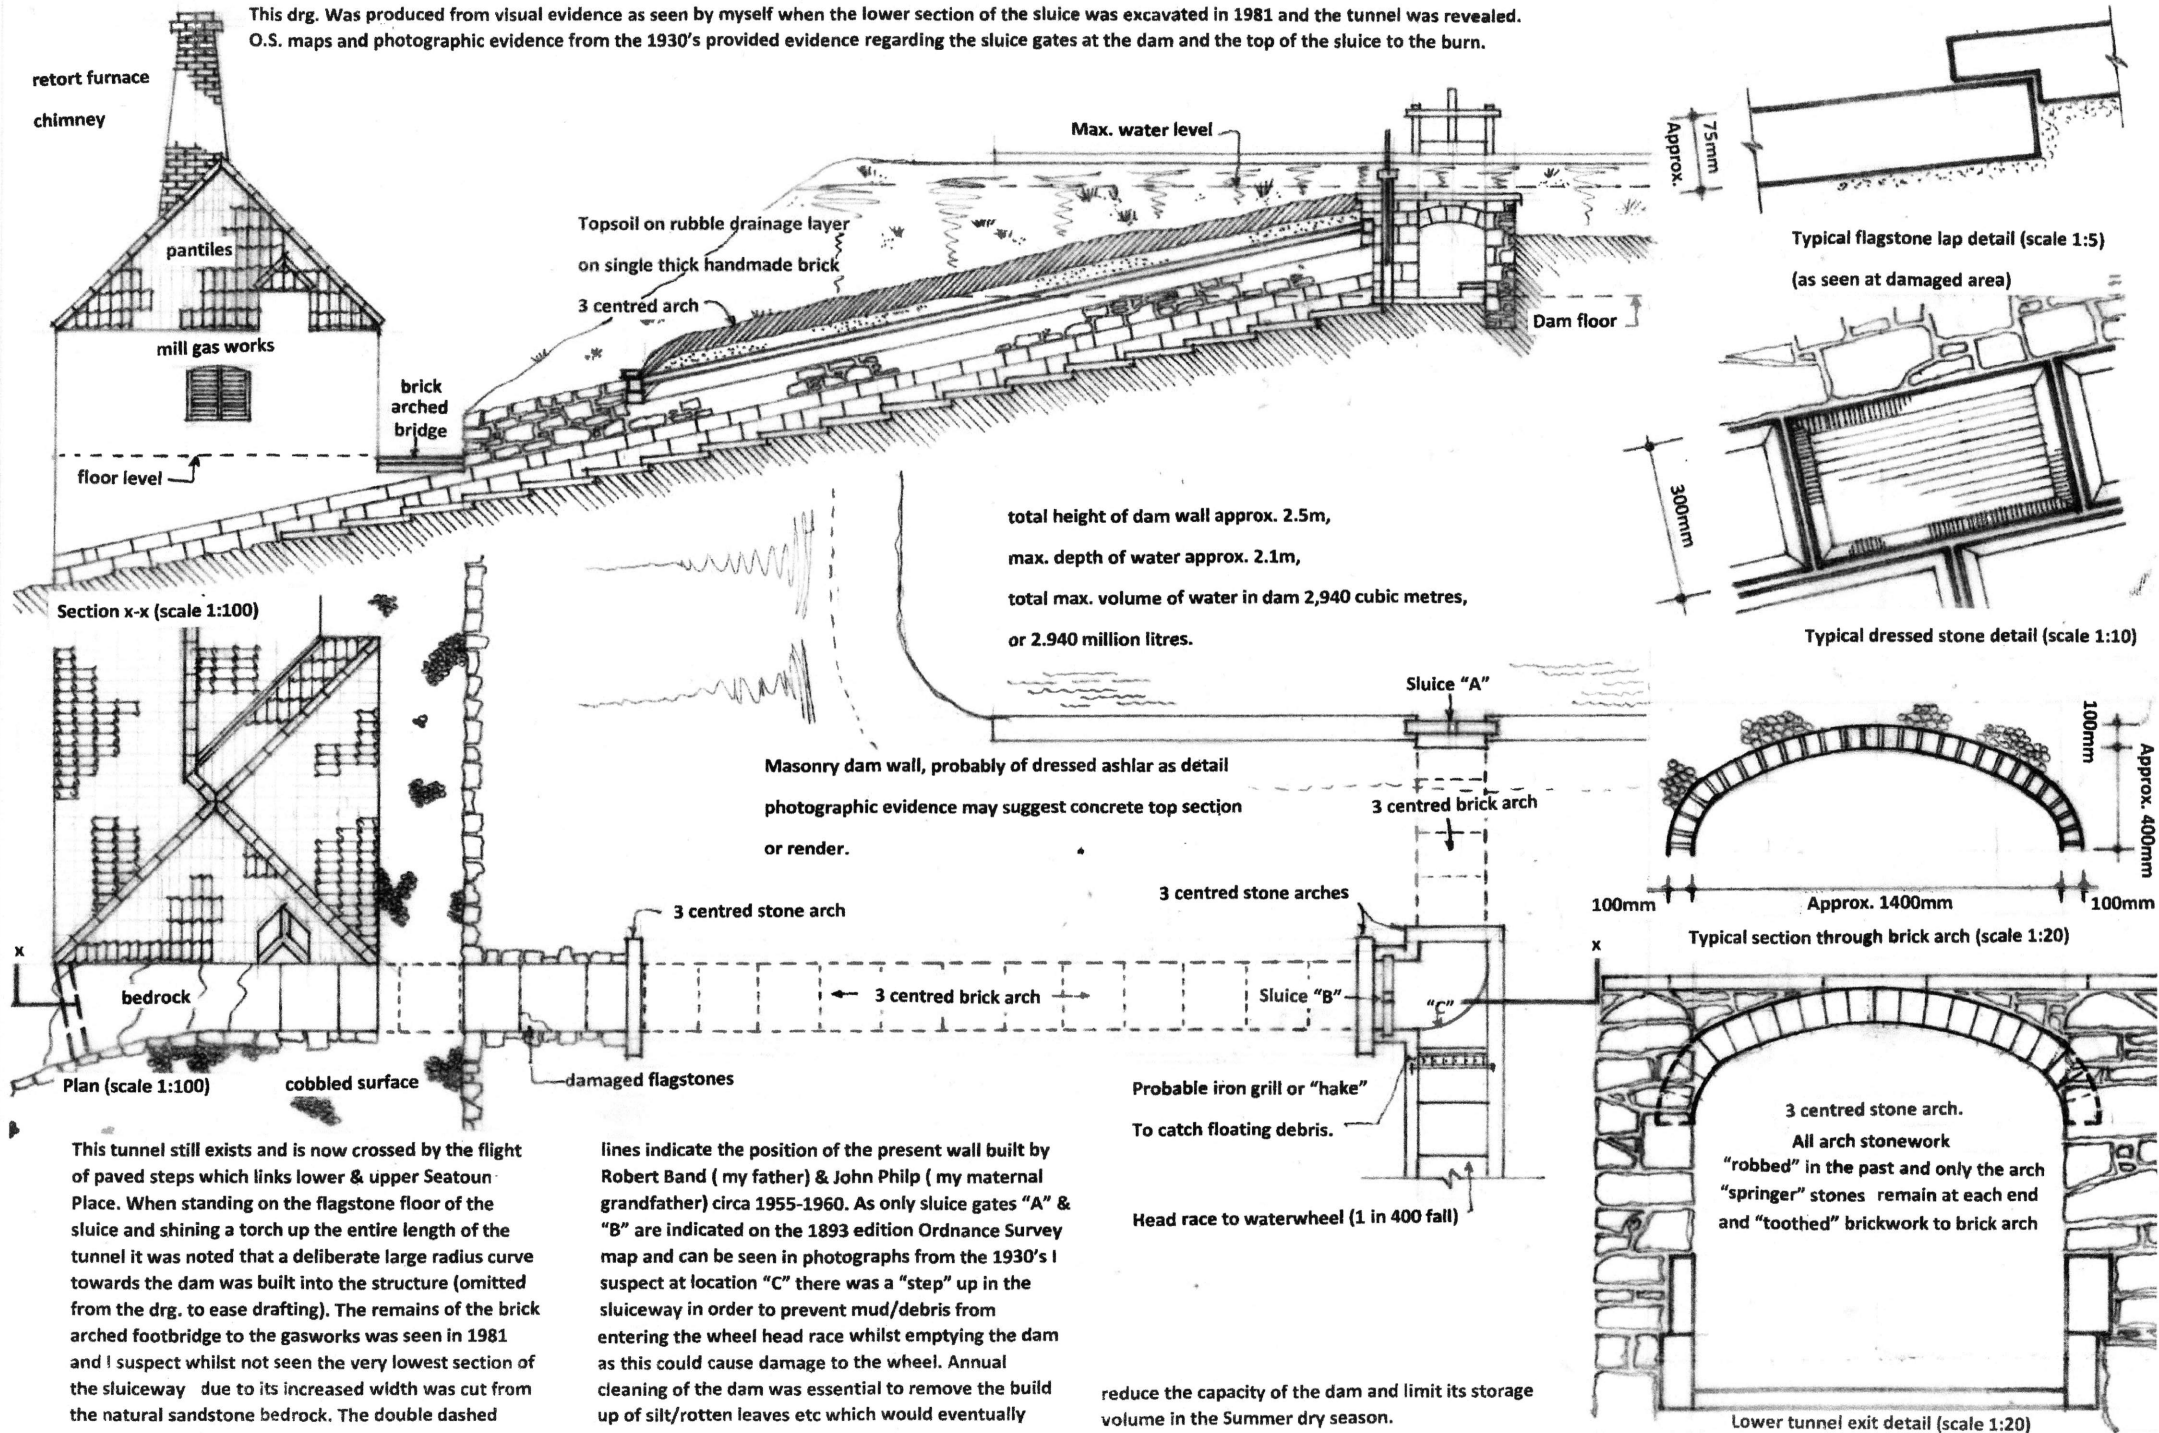 This drg. Was produced from visual evidence as seen by myself when the lower section of the sluice was excavated in 1981 and the tunnel was revealed.
O.S. maps and photographic evidence from the 1930's provided evidence regarding the sluice gates at the dam and the top of the sluice to the burn.
retort furnace
chimney
pantiles
mill gas works
brick
arched
bridge
floor level
Section x-x (scale 1:100)
Max. water level
Topsoil on rubble drainage layer
on single thick handmade brick
3 centred arch
Dam floor
75mm
Approx.
Typical flagstone lap detail (scale 1:5)
(as seen at damaged area)
300mm
Typical dressed stone detail (scale 1:10)
total height of dam wall approx. 2.5m,
max. depth of water approx. 2.1m,
total max. volume of water in dam 2,940 cubic metres,
or 2.940 million litres.
Sluice "A"
Masonry dam wall, probably of dressed ashlar as detail
photographic evidence may suggest concrete top section
or render.
3 centred brick arch
3 centred stone arches
3 centred stone arch
100mm
Approx. 400mm
100mm
Approx. 1400mm
100mm
Typical section through brick arch (scale 1:20)
x
x
bedrock
3 centred brick arch
Sluice "B"
"C"
Plan (scale 1:100)
cobbled surface
damaged flagstones
Probable iron grill or "hake"
To catch floating debris.
Head race to waterwheel (1 in 400 fall)
3 centred stone arch.
All arch stonework
"robbed" in the past and only the arch
"springer" stones remain at each end
and "toothed" brickwork to brick arch
Lower tunnel exit detail (scale 1:20)
This tunnel still exists and is now crossed by the flight
of paved steps which links lower & upper Seatoun
Place. When standing on the flagstone floor of the
sluice and shining a torch up the entire length of the
tunnel it was noted that a deliberate large radius curve
towards the dam was built into the structure (omitted
from the drg. to ease drafting). The remains of the brick
arched footbridge to the gasworks was seen in 1981
and I suspect whilst not seen the very lowest section of
the sluiceway due to its increased width was cut from
the natural sandstone bedrock. The double dashed
lines indicate the position of the present wall built by
Robert Band ( my father) & John Philp ( my maternal
grandfather) circa 1955-1960. As only sluice gates "A" &
"B" are indicated on the 1893 edition Ordnance Survey
map and can be seen in photographs from the 1930's I
suspect at location "C" there was a "step" up in the
sluiceway in order to prevent mud/debris from
entering the wheel head race whilst emptying the dam
as this could cause damage to the wheel. Annual
cleaning of the dam was essential to remove the build
up of silt/rotten leaves etc which would eventually
reduce the capacity of the dam and limit its storage
volume in the Summer dry season.